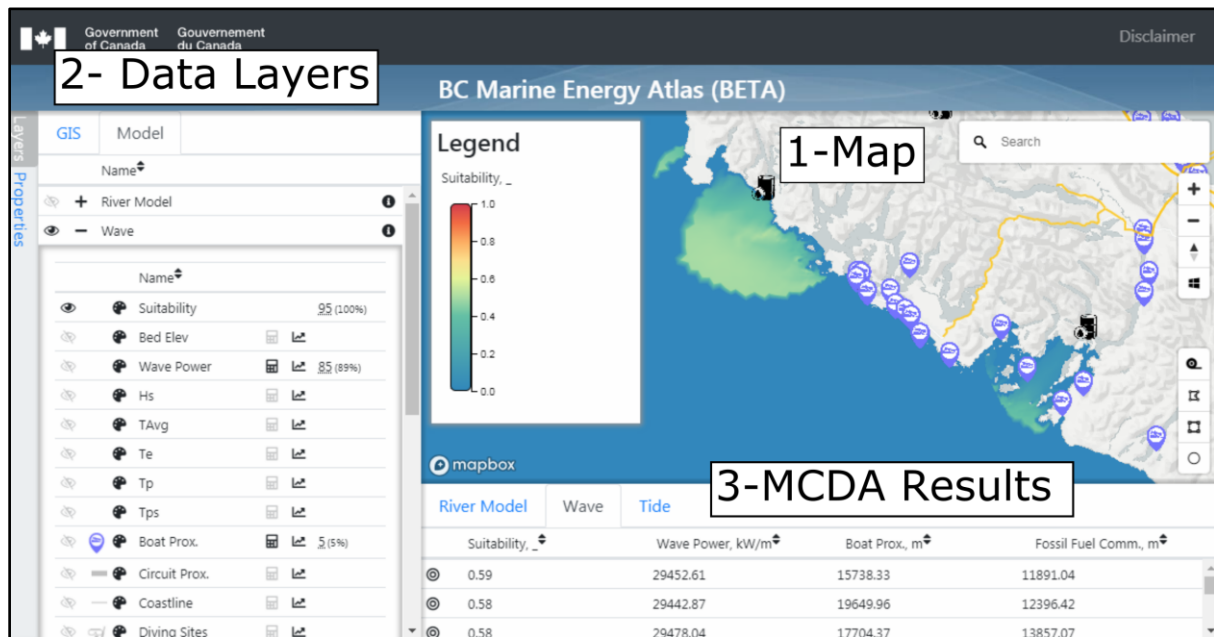 Government
of Canada
Gouvernement
du Canada
Disclaimer
2- Data Layers
BC Marine Energy Atlas (BETA)
Layers
Properties
GIS
Model
Name
River Model
Wave
Name
Suitability
95 (100%)
Bed Elev
Wave Power
85 (89%)
Hs
TAvg
Te
Tp
Tps
Boat Prox.
5 (5%)
Circuit Prox.
Coastline
Diving Sites
Legend
Suitability, _
1.0
0.8
0.6
0.4
0.2
0.0
1-Map
Search
mapbox
3-MCDA Results
River Model Wave Tide
Suitability, _ Wave Power, kW/m Boat Prox., m Fossil Fuel Comm., m
0.59 29452.61 15738.33 11891.04
0.58 29442.87 19649.96 12396.42
0.58 29478.04 17704.37 13857.07